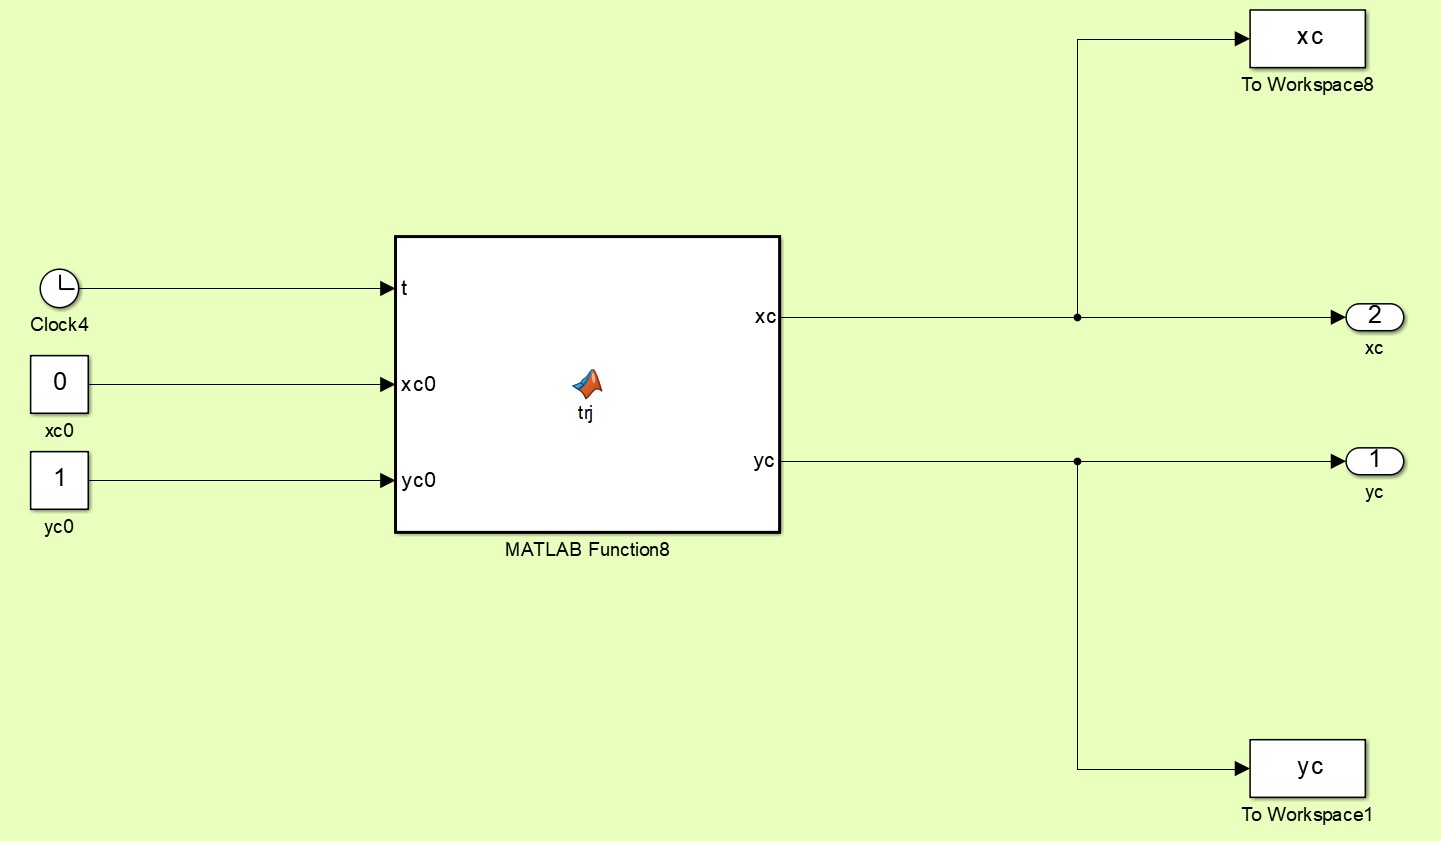 xc
To Workspace8
t
Clock4
xc
2
xc
0
xc0
xc0
trj
1
yc0
yc0
yc
1
yc
MATLAB Function8
yc
To Workspace1